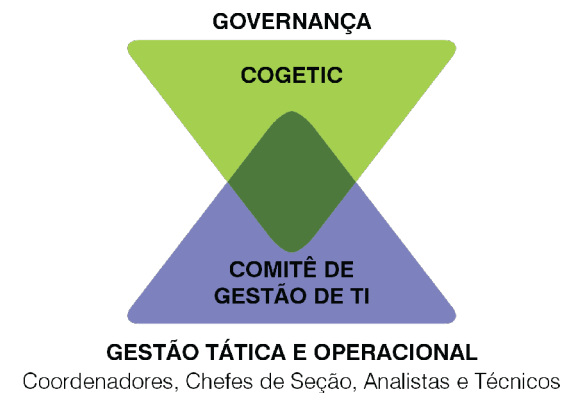 GOVERNANÇA
COGETIC
COMITÊ DE
GESTÃO DE TI
GESTÃO TÁTICA E OPERACIONAL
Coordenadores, Chefes de Seção, Analistas e Técnicos